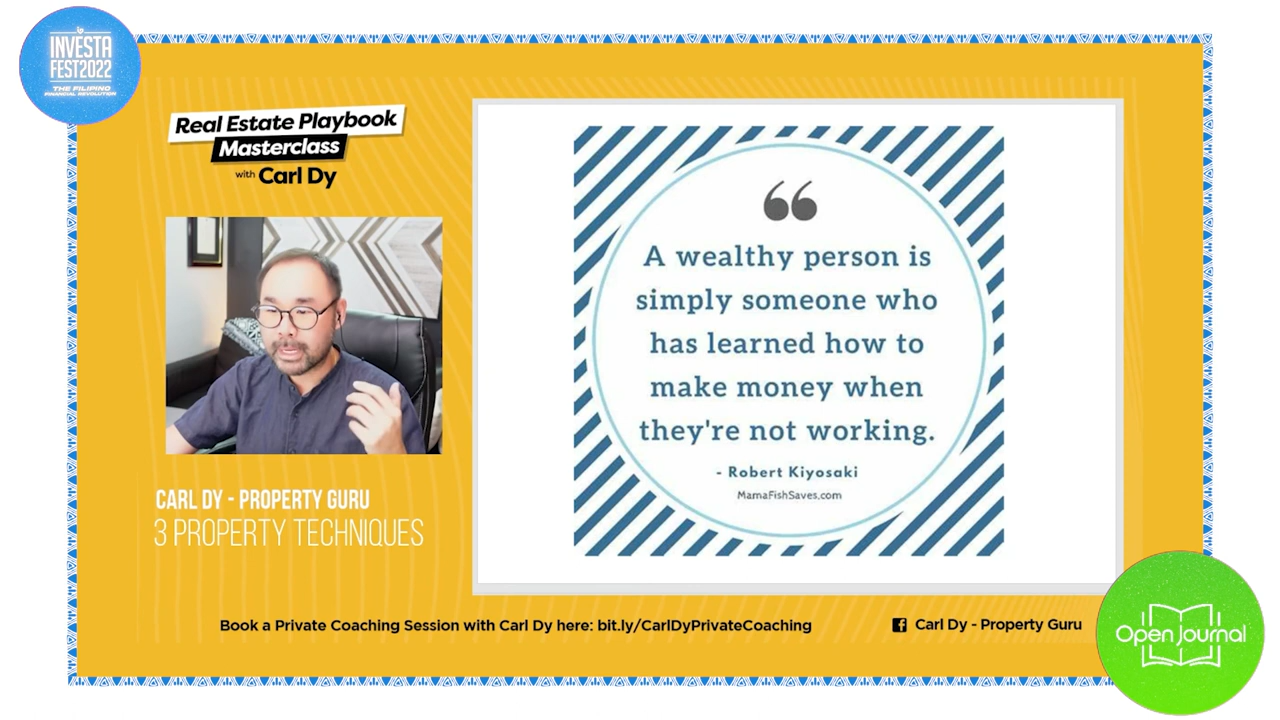 INVESTA
FEST2022
THE FILIPINO
FINANCIAL REVOLUTION
Real Estate Playbook
Masterclass
with Carl Dy
CARL DY - PROPERTY GURU
3 PROPERTY TECHNIQUES
“
A wealthy person is
simply someone who
has learned how to
make money when
they're not working.
- Robert Kiyosaki
MamaFishSaves.com
Book a Private Coaching Session with Carl Dy here: bit.ly/CarlDyPrivateCoaching
Carl Dy - Property Guru
Open Journal